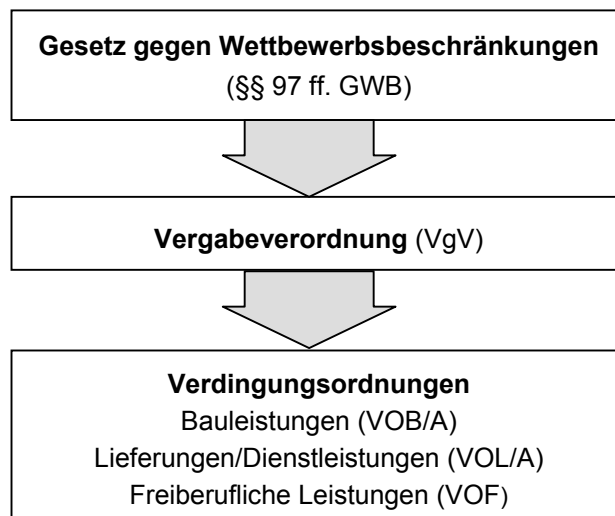 Gesetz gegen Wettbewerbsbeschränkungen
(§§ 97 ff. GWB)
Vergabeverordnung (VgV)
Verdingungsordnungen
Bauleistungen (VOB/A)
Lieferungen/Dienstleistungen (VOL/A)
Freiberufliche Leistungen (VOF)